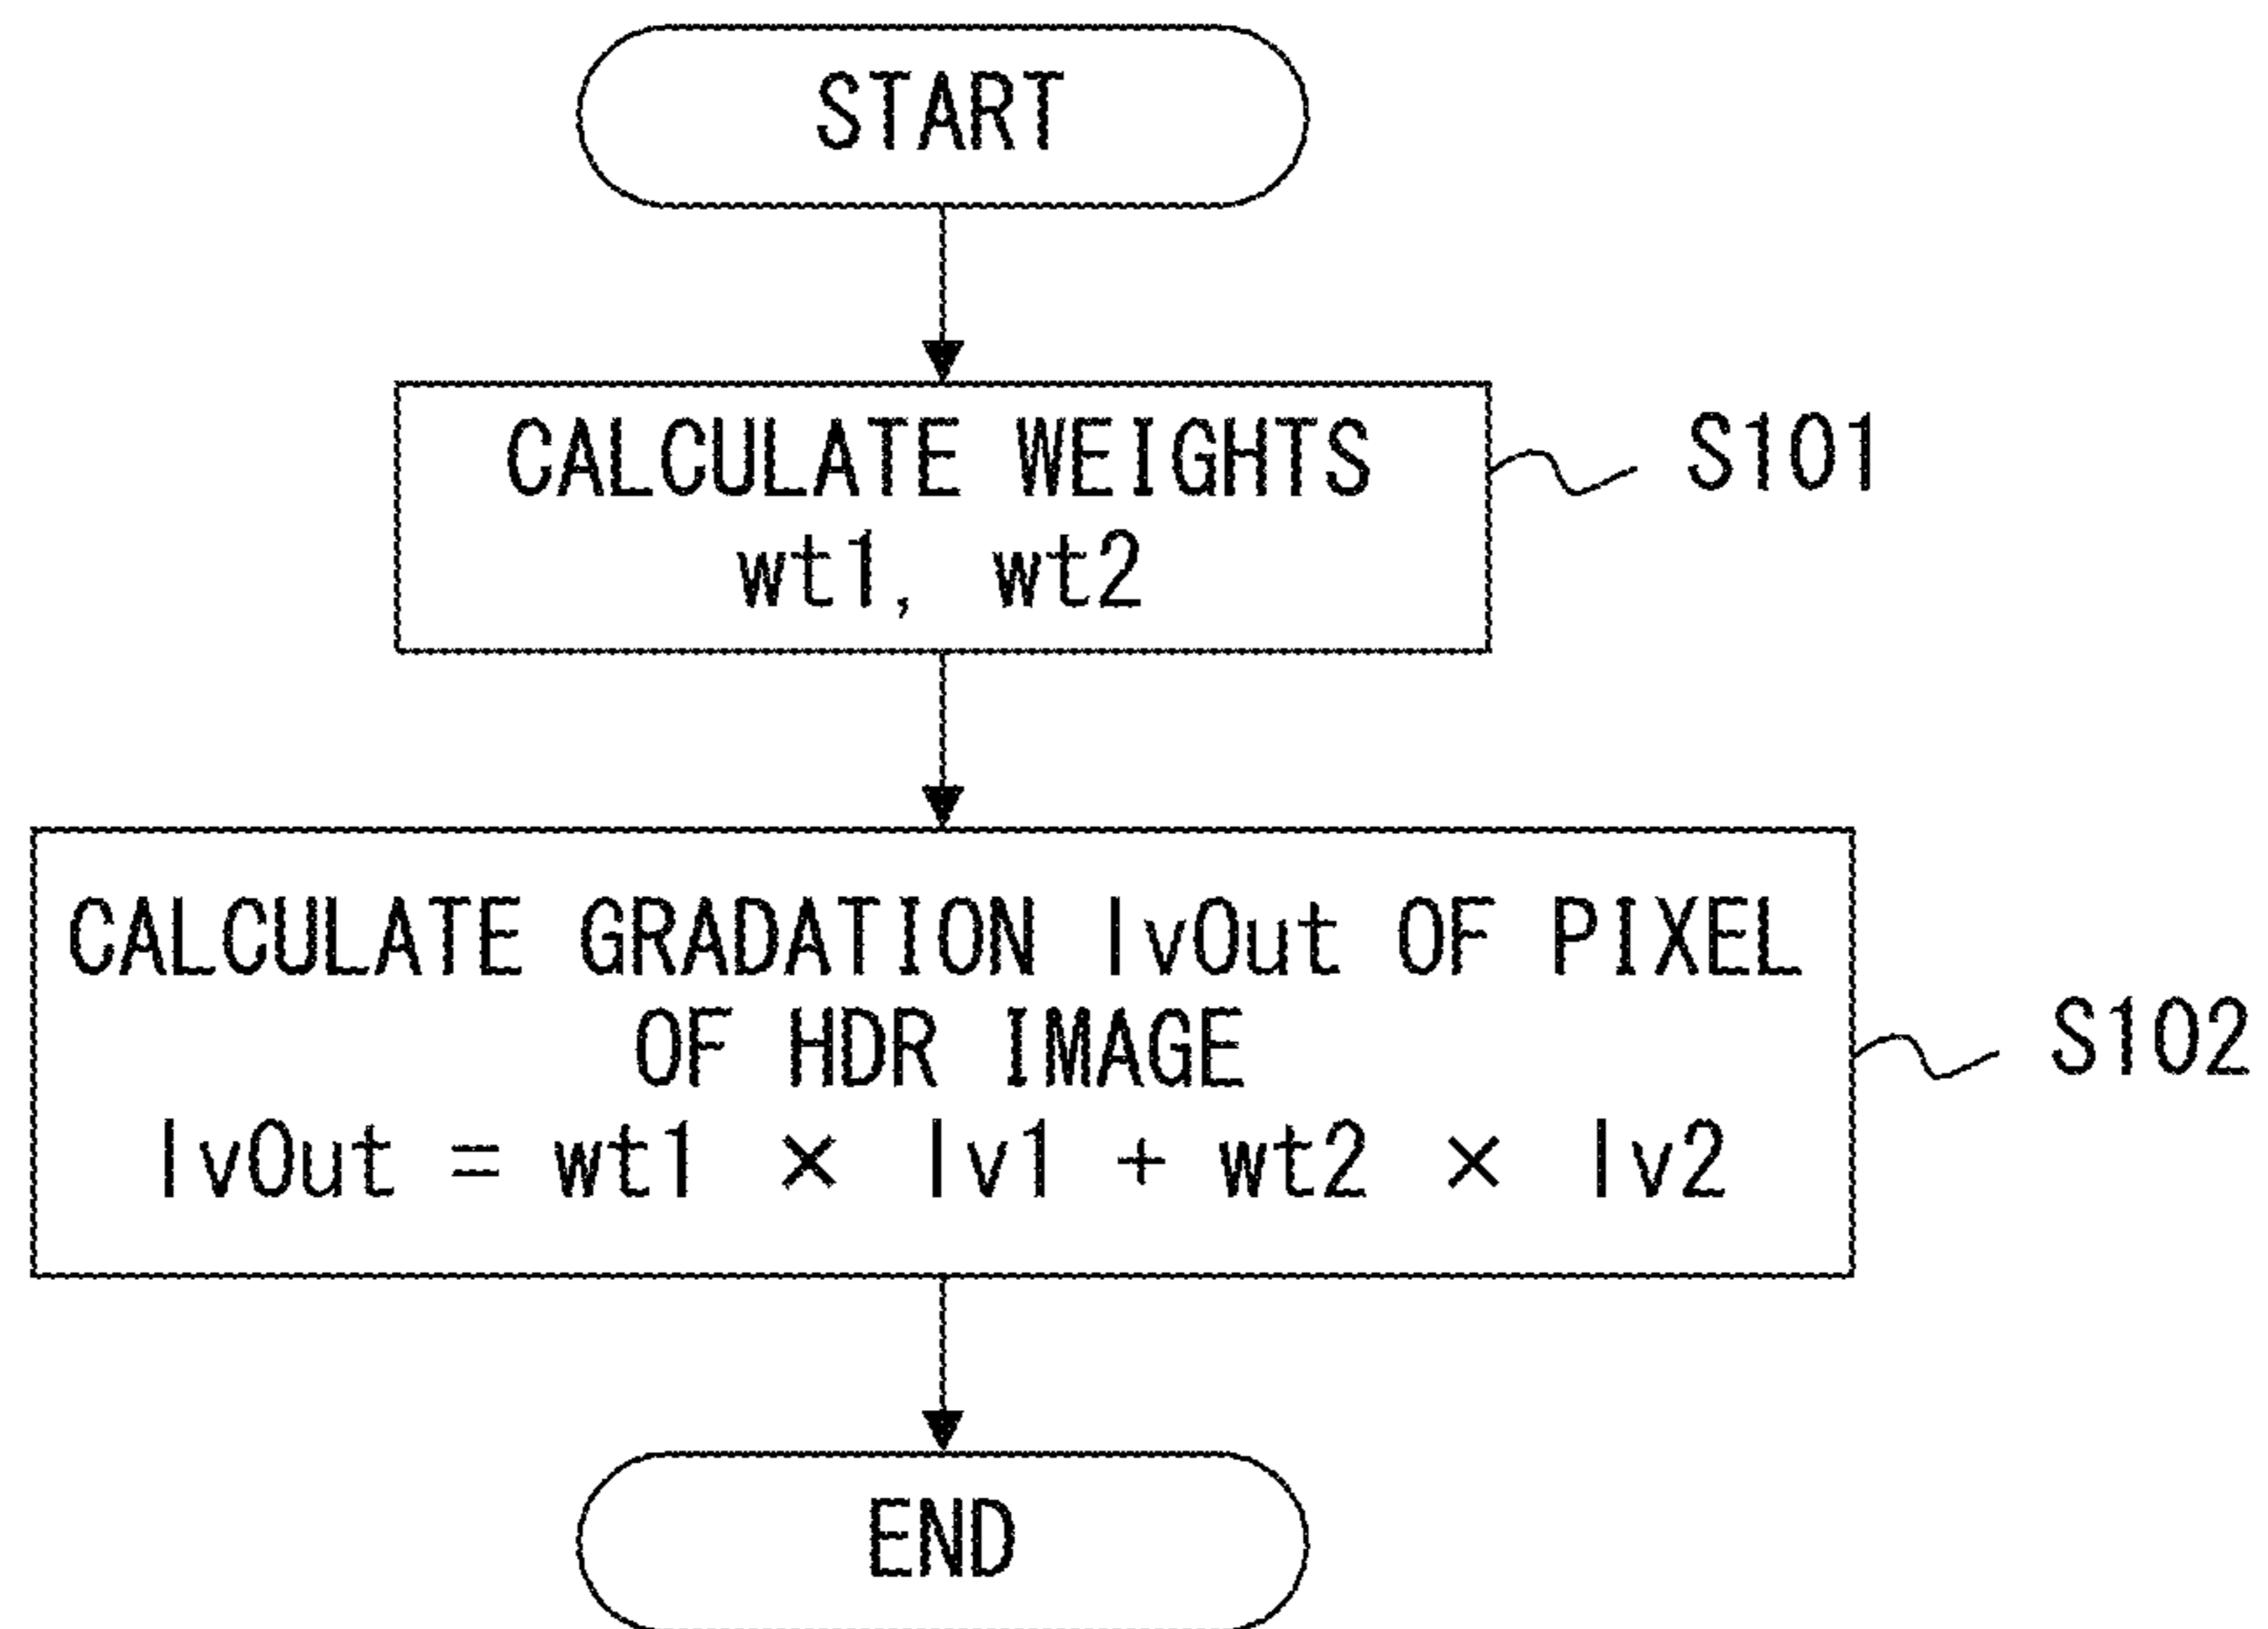 START
CALCULATE WEIGHTS
wt1, wt2
S101
CALCULATE GRADATION lvOut OF PIXEL
OF HDR IMAGE
lvOut = wt1 × lv1 + wt2 × lv2
S102
END